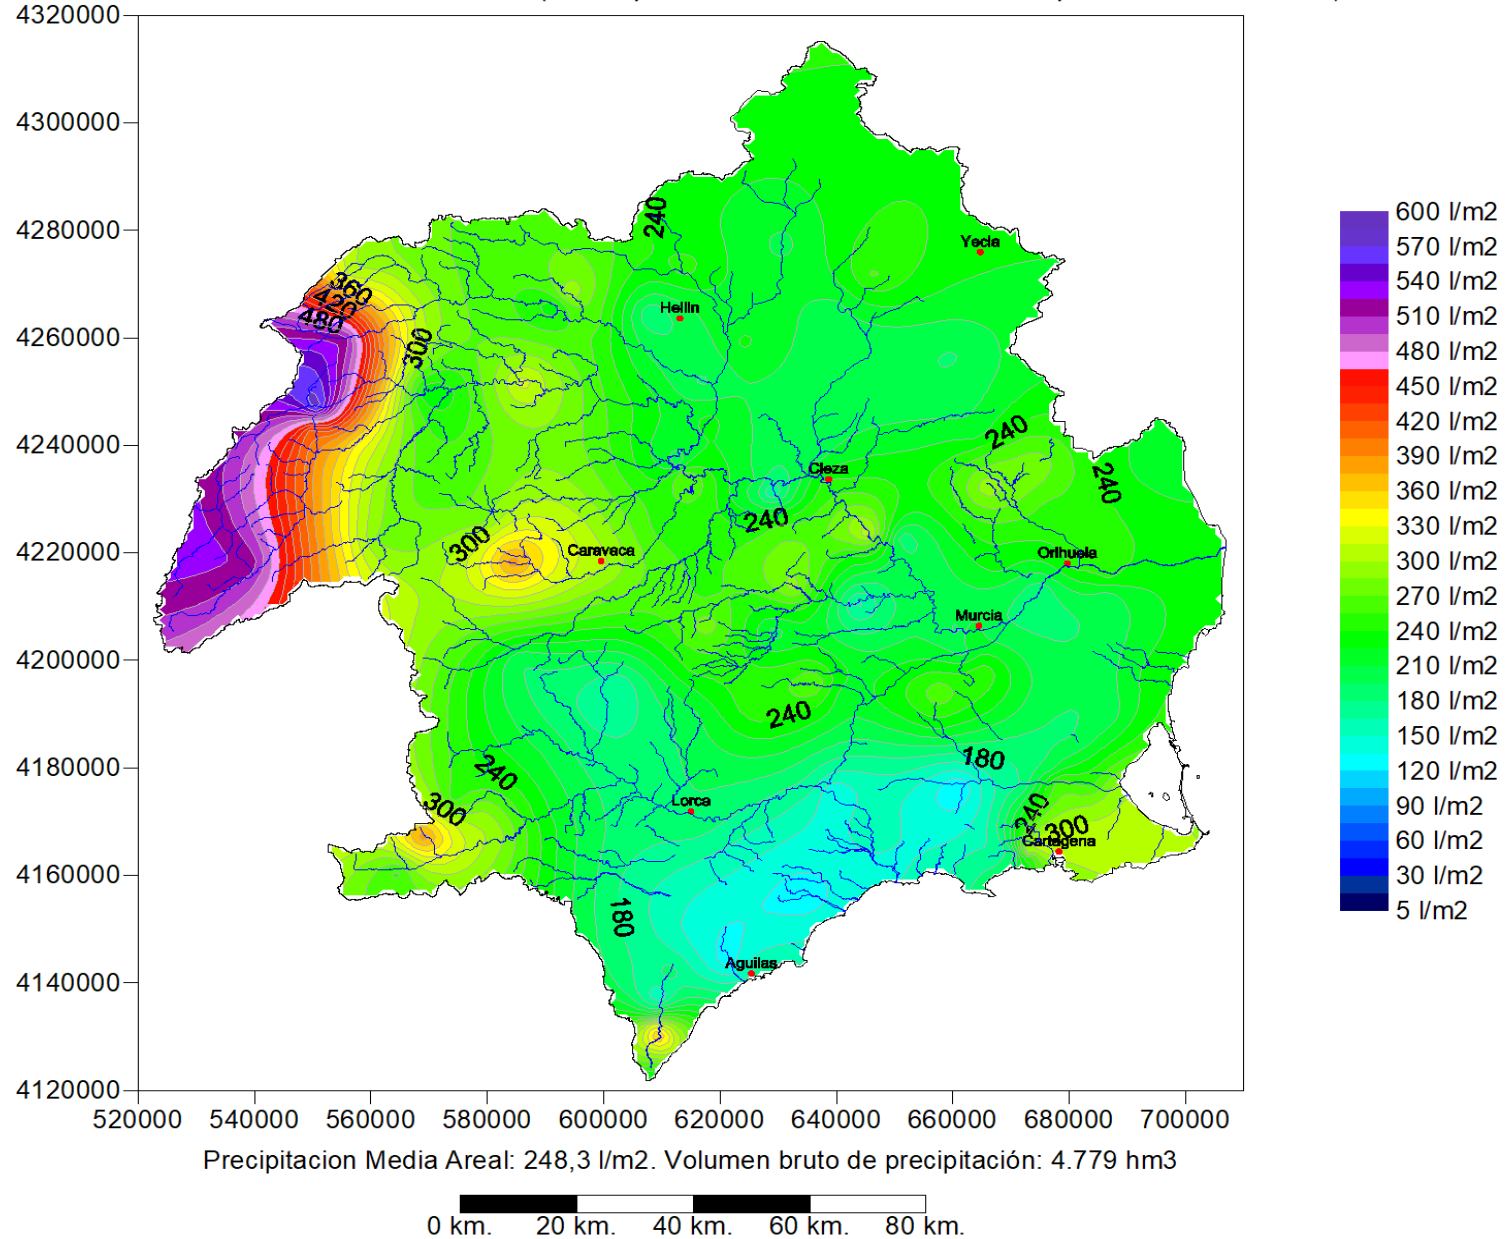 4320000
4300000
4280000
4260000
4240000
4220000
4200000
4180000
4160000
4140000
4120000
520000 540000 560000 580000 600000 620000 640000 660000 680000 700000
240
Yecla
360
420
480
300
Hellin
240
Cieza
240
240
300
Caravaca
Orihuela
Murcia
240
180
240
300
Lorca
240
300
Cartagena
180
Aguilas
600 l/m2
570 l/m2
540 l/m2
510 l/m2
480 l/m2
450 l/m2
420 l/m2
390 l/m2
360 l/m2
330 l/m2
300 l/m2
270 l/m2
240 l/m2
210 l/m2
180 l/m2
150 l/m2
120 l/m2
90 l/m2
60 l/m2
30 l/m2
5 l/m2
Precipitacion Media Areal: 248,3 l/m2. Volumen bruto de precipitación: 4.779 hm3
0 km. 20 km. 40 km. 60 km. 80 km.